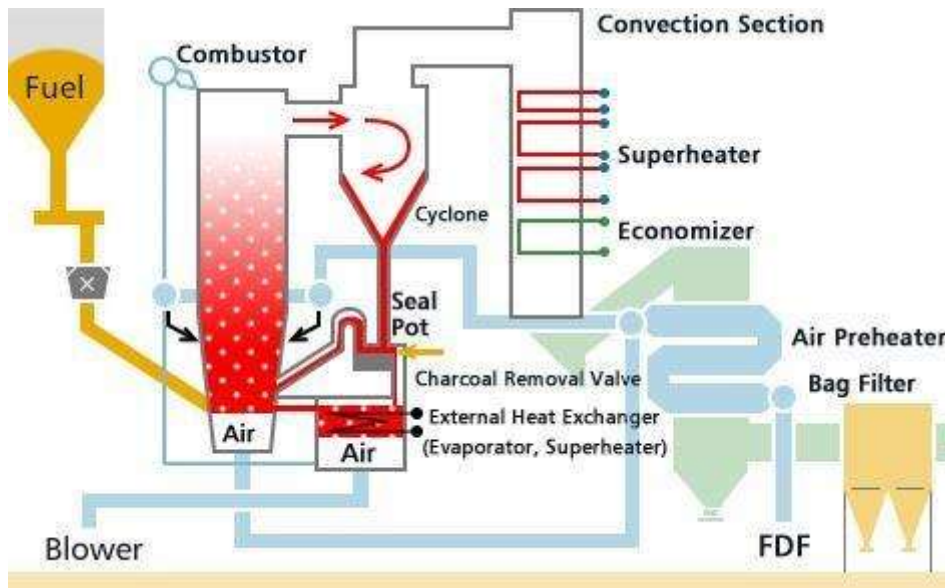 Convection Section
Combustor
Fuel
Superheater
Cyclone
Economizer
Seal
Pot
Air Preheater
Charcoal Removal Valve
Bag Filter
External Heat Exchanger
(Evaporator, Superheater)
Air
Air
Blower
FDF